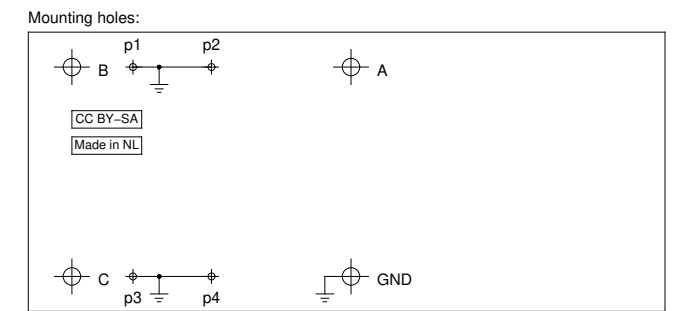 Mounting holes:
p1 p2
B A
CC BY–SA
Made in NL
C GND
p3 p4